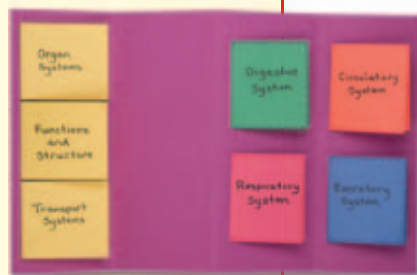 Organ
Systems
Functions
and
Structure
Transport
Systems
Digestive
System
Circulatory
System
Respiratory
System
Excretory
System